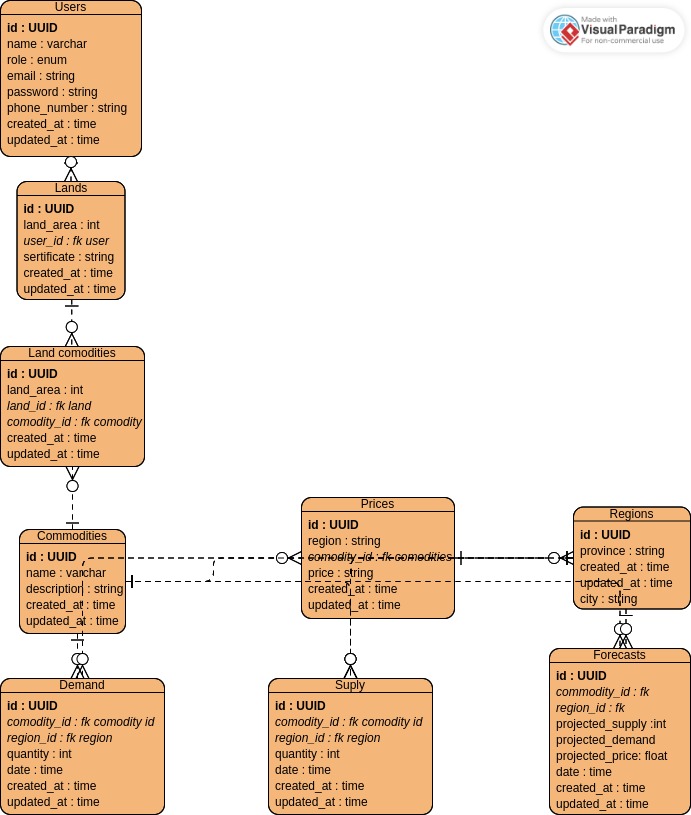 Users
id : UUID
name : varchar
role : enum
email : string
password : string
phone_number : string
created_at : time
updated_at : time
Made with
VisualParadigm
For non-commercial use
Lands
id : UUID
land_area : int
user_id : fk user
sertificate : string
created_at : time
updated_at : time
Land comodities
id : UUID
land_area : int
land_id : fk land
comodity_id : fk comodity
created_at : time
updated_at : time
Commodities
id : UUID
name : varchar
description : string
created_at : time
updated_at : time
Prices
id : UUID
region : string
comodity_id : fk comodities
price : string
created_at : time
updated_at : time
Regions
id : UUID
province : string
created_at : time
updated_at : time
city : string
Demand
id : UUID
comodity_id : fk comodity id
region_id : fk region
quantity : int
date : time
created_at : time
updated_at : time
Suply
id : UUID
comodity_id : fk comodity id
region_id : fk region
quantity : int
date : time
created_at : time
updated_at : time
Forecasts
id : UUID
commodity_id : fk
region_id : fk
projected_supply :int
projected_demand
projected_price: float
date : time
created_at : time
updated_at : time